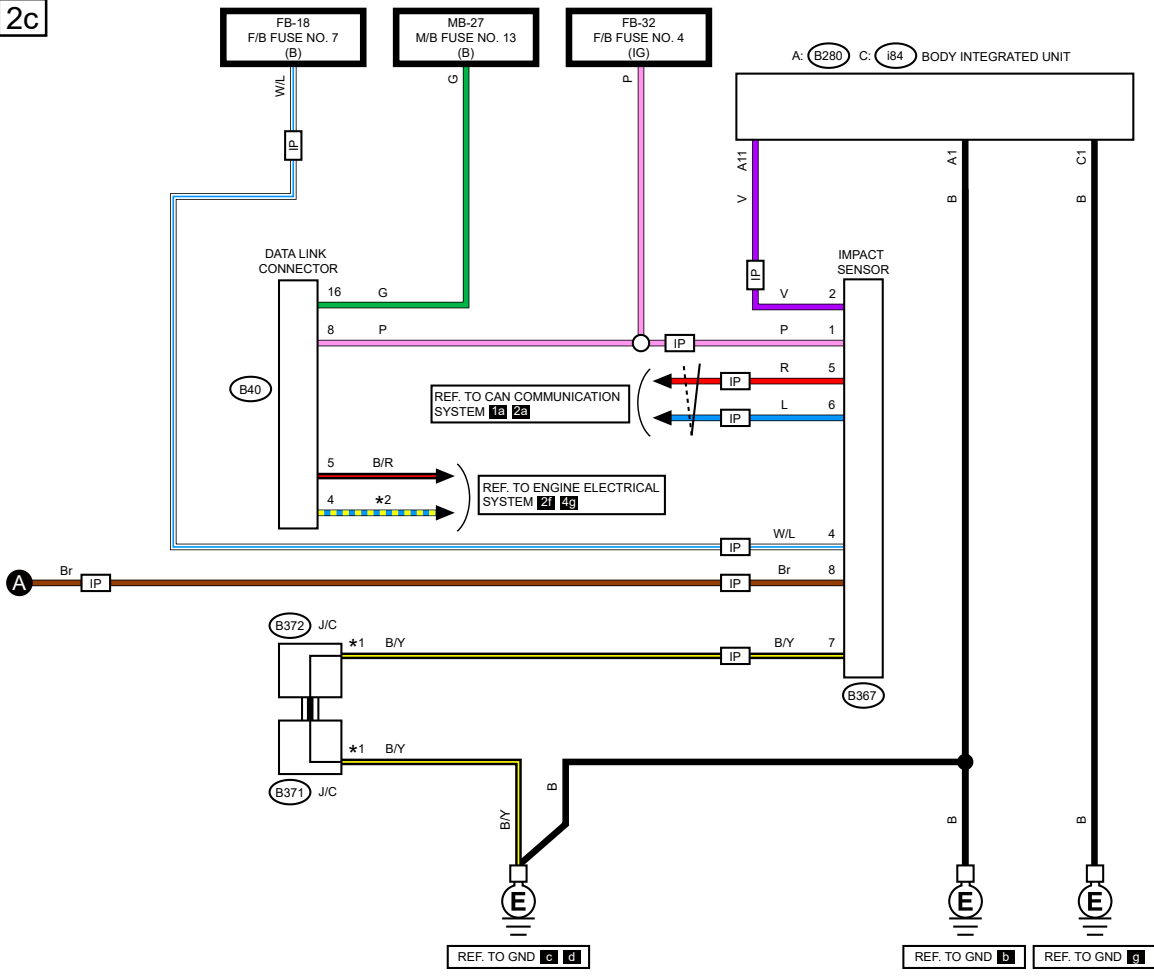 2c
FB-18
F/B FUSE NO. 7
(B)
MB-27
M/B FUSE NO. 13
(B)
FB-32
F/B FUSE NO. 4
(IG)
A: B280 C: i84 BODY INTEGRATED UNIT
W/L
G
P
IP
A11
A1
C1
V
B
B
IP
DATA LINK
CONNECTOR
IMPACT
SENSOR
16 G
V 2
8 P
IP
P 1
B40
REF. TO CAN COMMUNICATION
SYSTEM 1a 2a
IP
R 5
IP
L 6
5 B/R
4 *2
REF. TO ENGINE ELECTRICAL
SYSTEM 2f 4g
IP
W/L 4
A
Br
IP
IP
Br 8
B372 J/C
*1 B/Y
IP
B/Y 7
B367
*1 B/Y
B371 J/C
B/Y
B
B
B
E
E
E
REF. TO GND c d
REF. TO GND b
REF. TO GND g